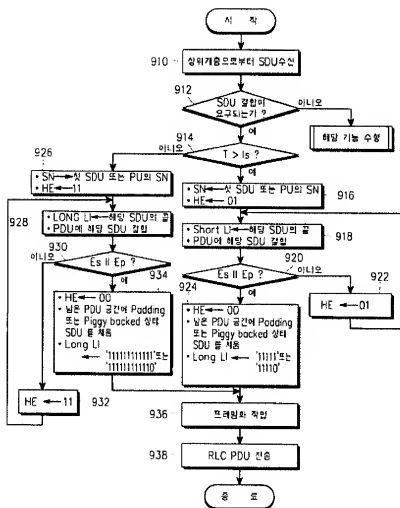 시 작
910
상위계층으로부터 SDU수신
912
SDU 결합이
요구되는가 ?
아니오
예
해당 기능 수행
914
T > ls ?
아니오
예
926
• SN ← 첫 SDU 또는 PU의 SN
• HE ← 11
• SN ← 첫 SDU 또는 PU의 SN
• HE ← 01
916
928
• LONG LI ← 해당 SDU의 끝
• PDU에 해당 SDU 결합
• Short LI ← 해당 SDU의 끝
• PDU에 해당 SDU 결합
918
930
Es ll Ep ?
아니오
예
934
Es ll Ep ?
920
아니오
예
922
HE ← 01
• HE ← 00
• 남은 PDU 공간에 Padding
또는 Piggy backed 상태
SDU 를 채움
• Long LI
← '111111111111'또는
'111111111110'
924
• HE ← 00
• 남은 PDU 공간에 Padding
또는 Piggy backed 상태
SDU 를 채움
• Long LI ← '11111'또는
'11110'
HE ← 11
932
936
프레임화 작업
938
RLC PDU 전송
종 료